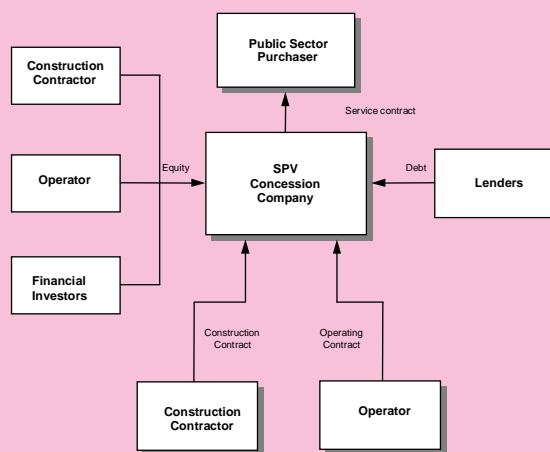 Public Sector
Purchaser
Construction
Contractor
Service contract
SPV
Concession
Company
Equity
Debt
Operator
Lenders
Financial
Investors
Construction
Contract
Operating
Contract
Construction
Contractor
Operator